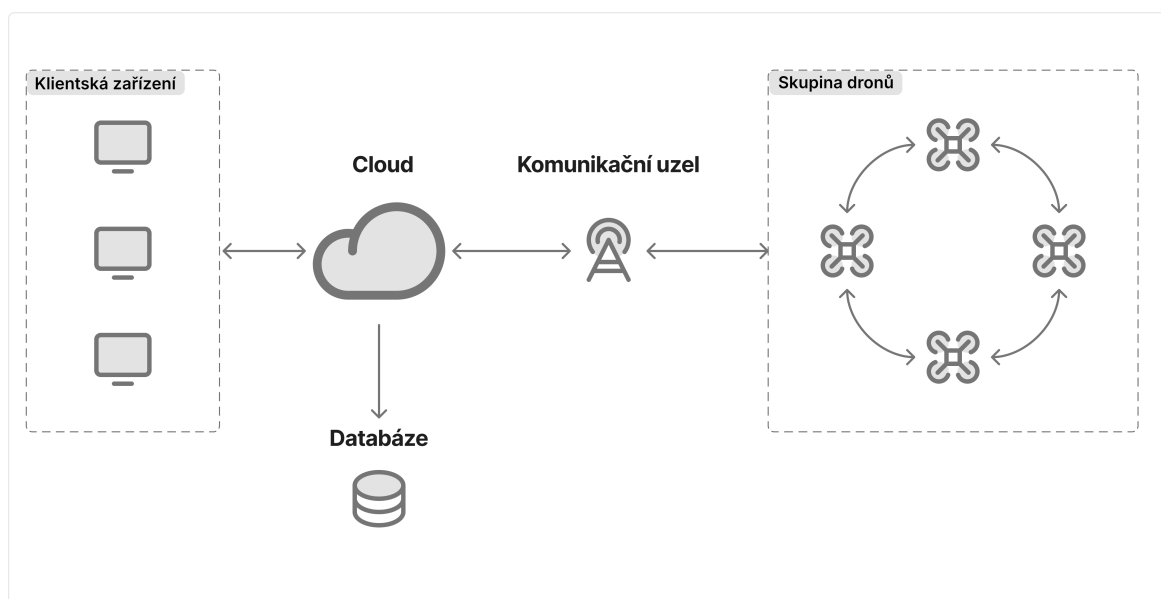 Klientská zařízení
Skupina dronů
Cloud
Komunikační uzel
Databáze